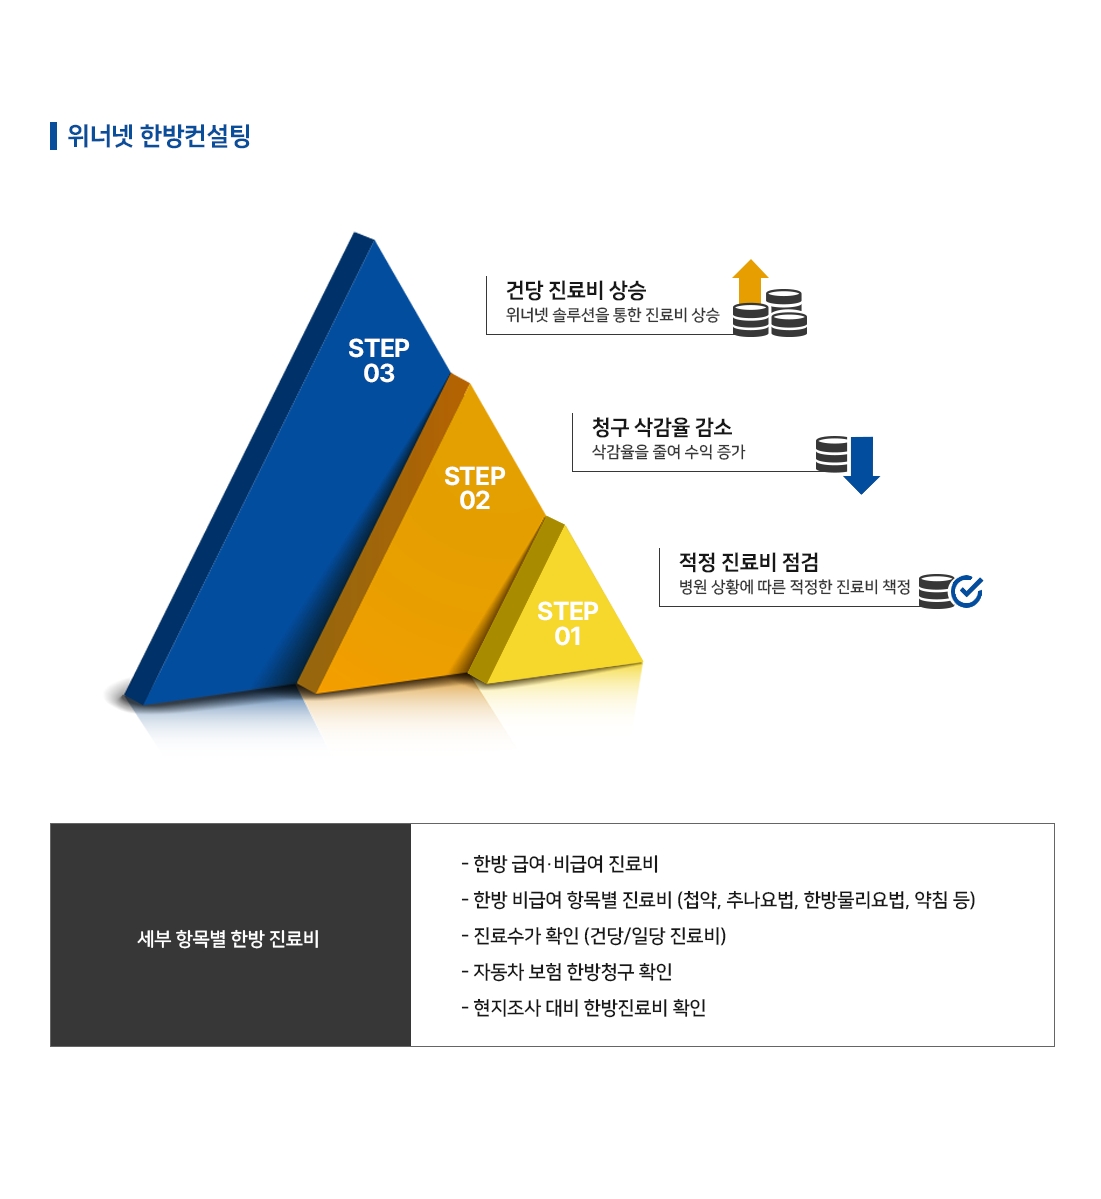 위너넷 한방컨설팅
STEP
03
건당 진료비 상승
위너넷 솔루션을 통한 진료비 상승
STEP
02
청구 삭감율 감소
삭감율을 줄여 수익 증가
STEP
01
적정 진료비 점검
병원 상황에 따른 적정한 진료비 책정
세부 항목별 한방 진료비
- 한방 급여·비급여 진료비
- 한방 비급여 항목별 진료비 (첩약, 추나요법, 한방물리요법, 약침 등)
- 진료수가 확인 (건당/일당 진료비)
- 자동차 보험 한방청구 확인
- 현지조사 대비 한방진료비 확인